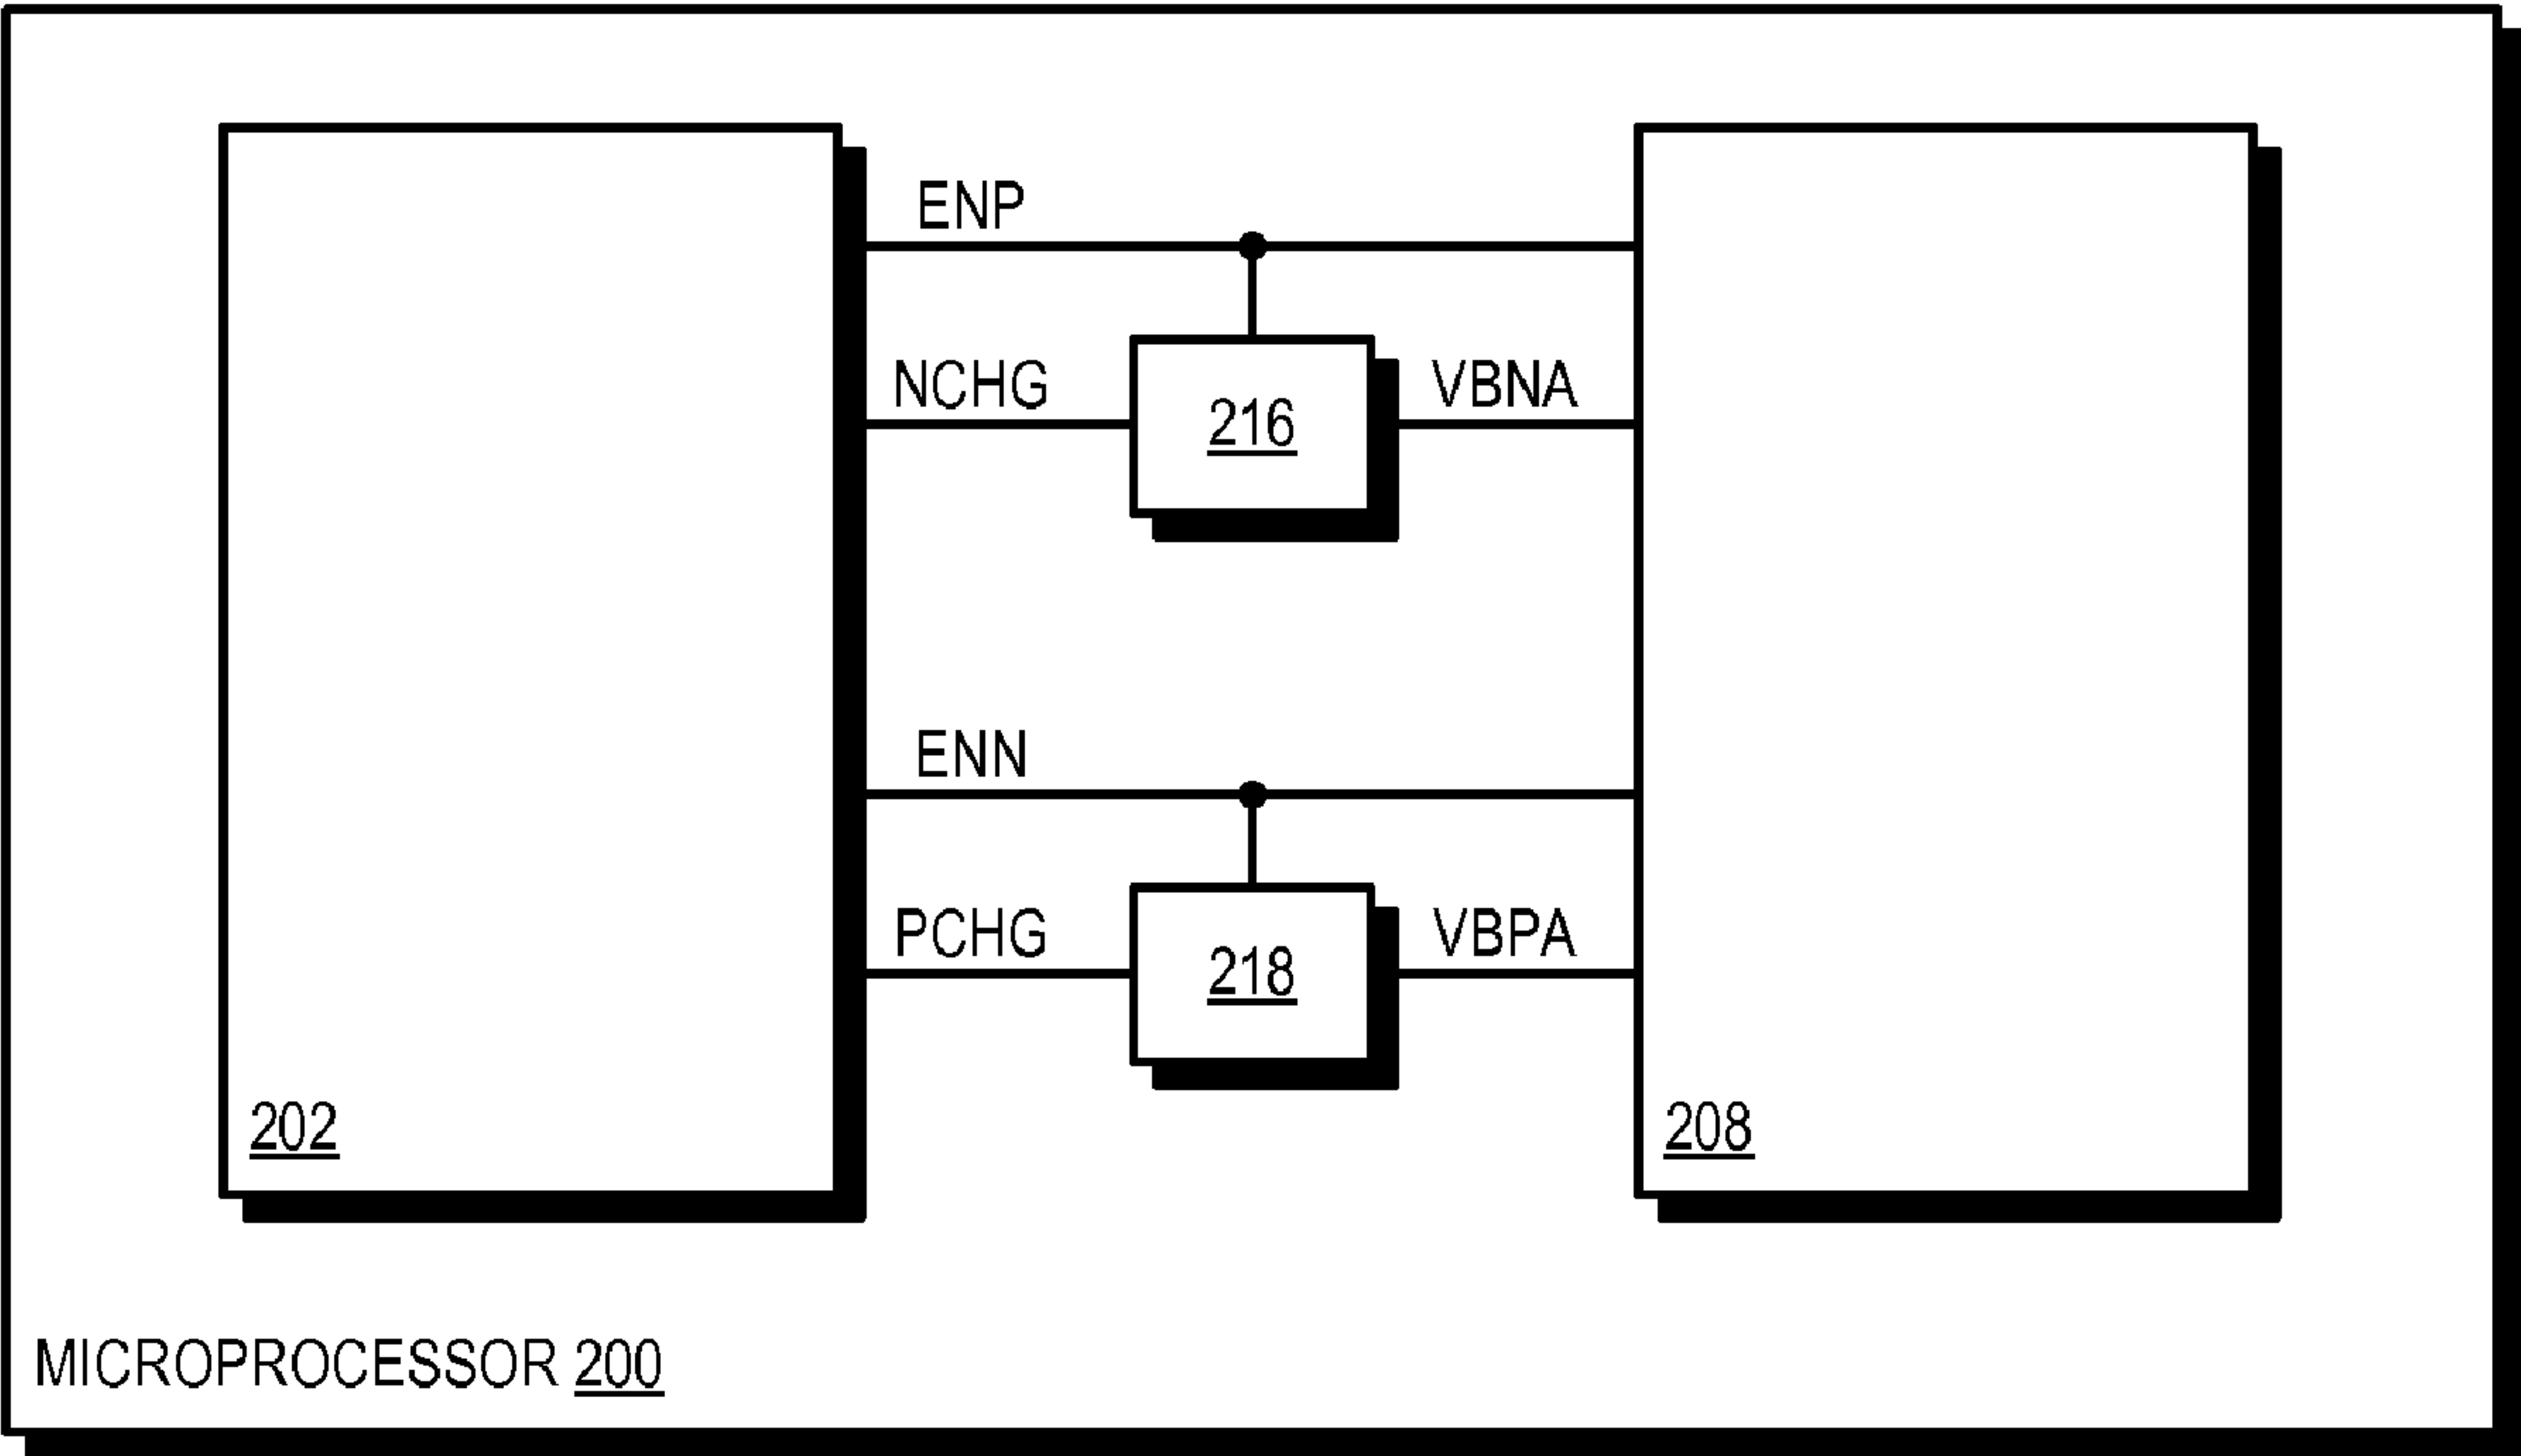 ENP
NCHG
216
VBNA
ENN
PCHG
218
VBPA
202
208
MICROPROCESSOR 200